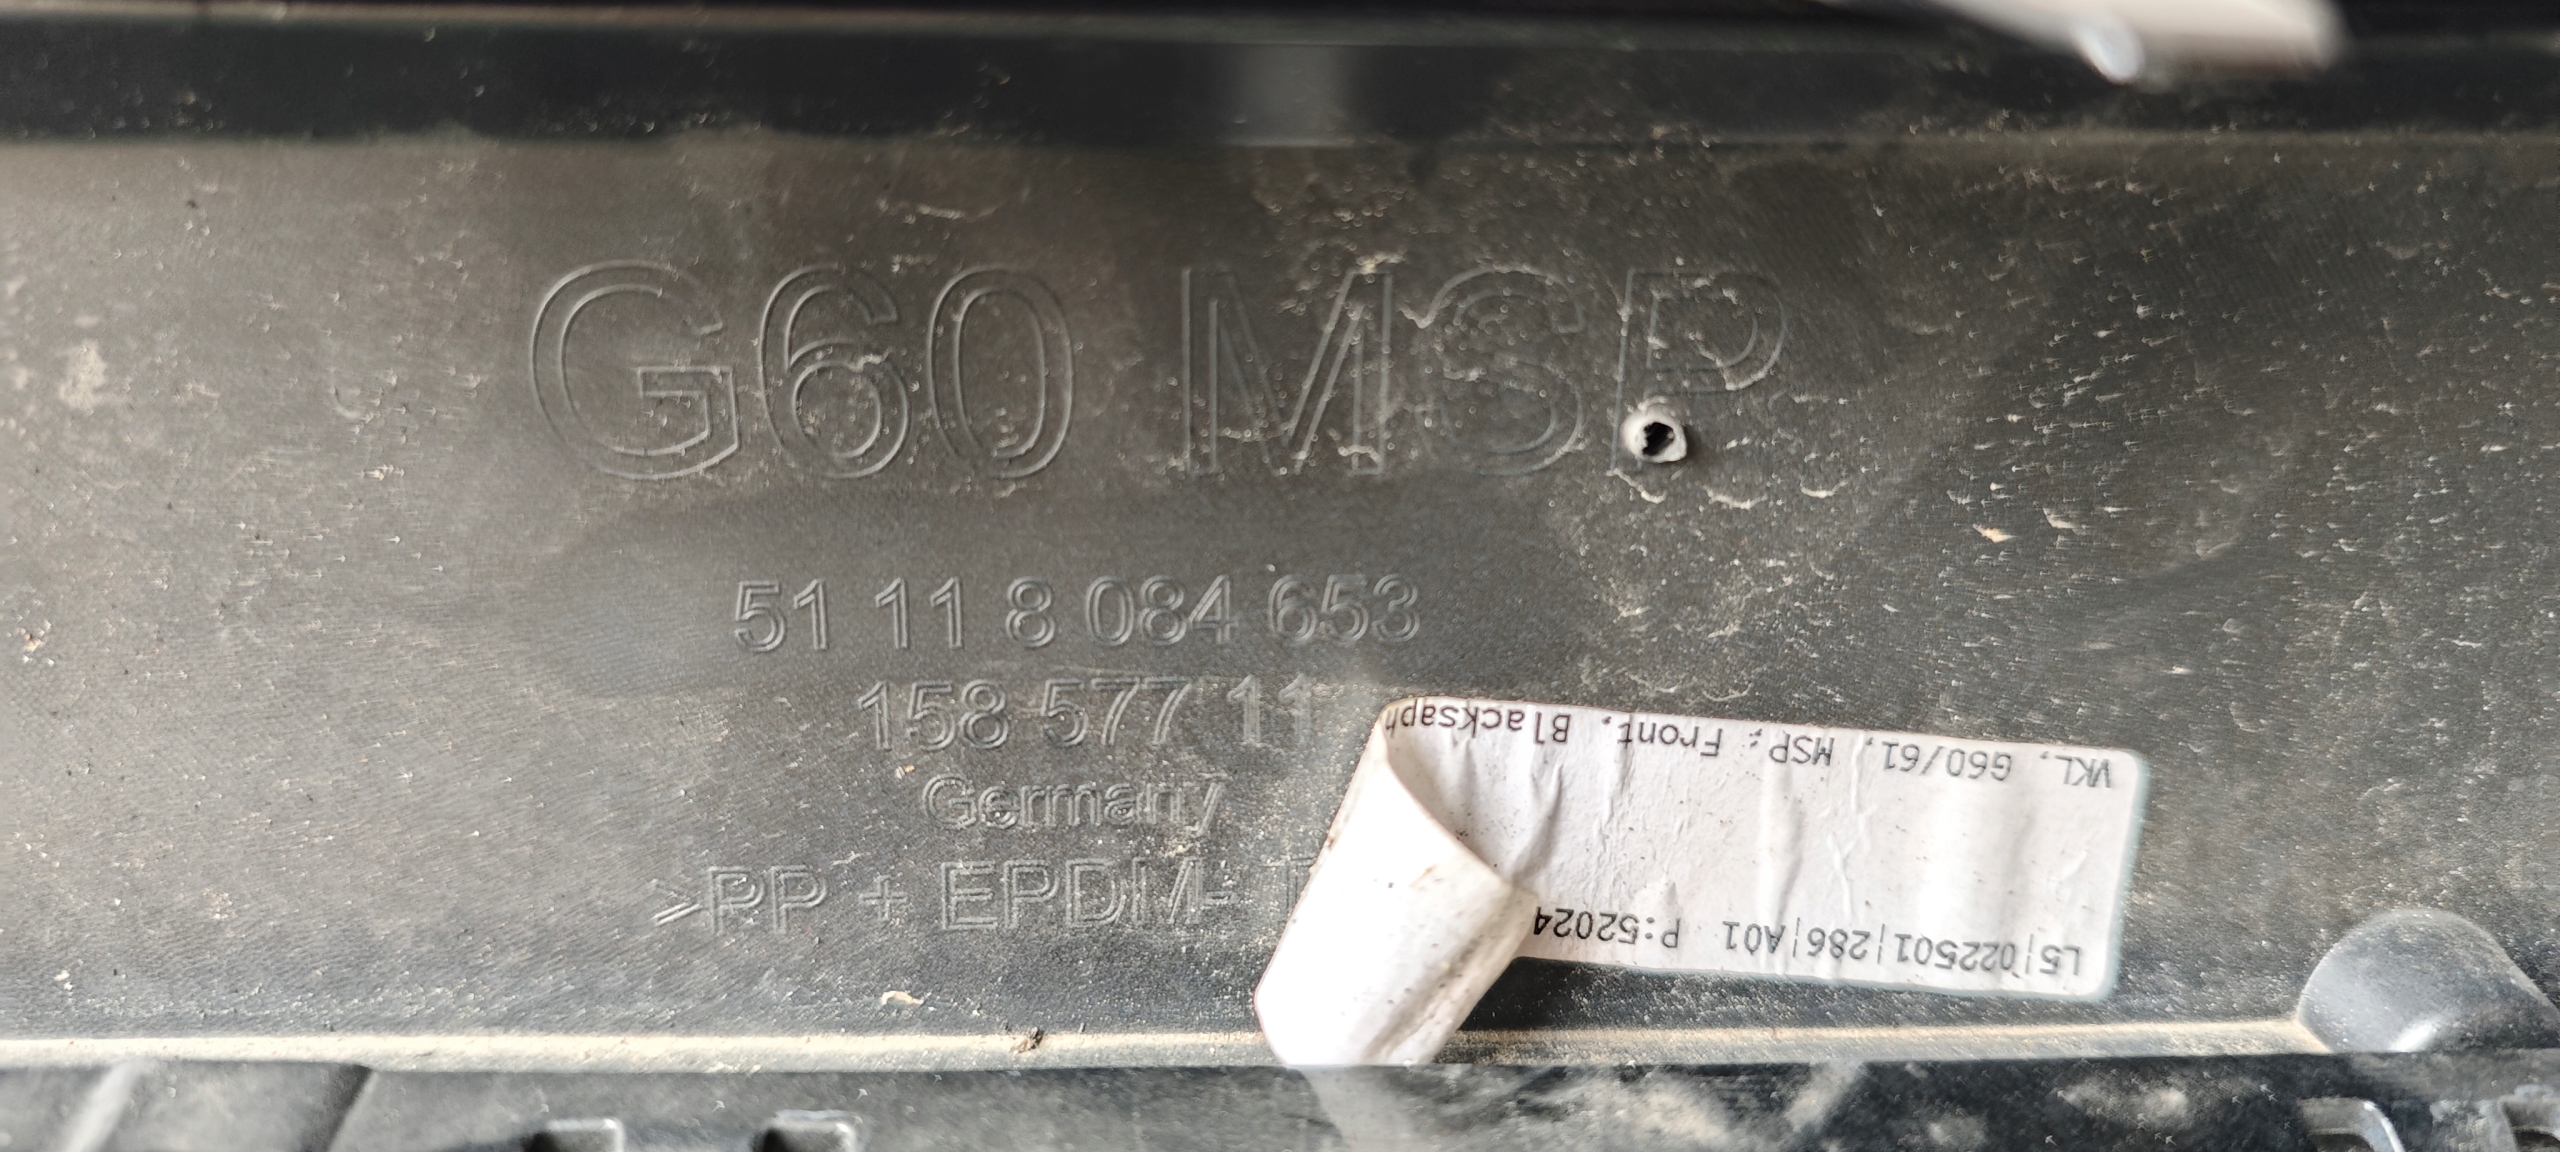 G60 MSP
51 11 8 084 653
158 577 11
Germany
>PP + EPDM-
VKL, G60/61, MSP, Front, Blacksaph
L5|022501|286|A01 P:52024